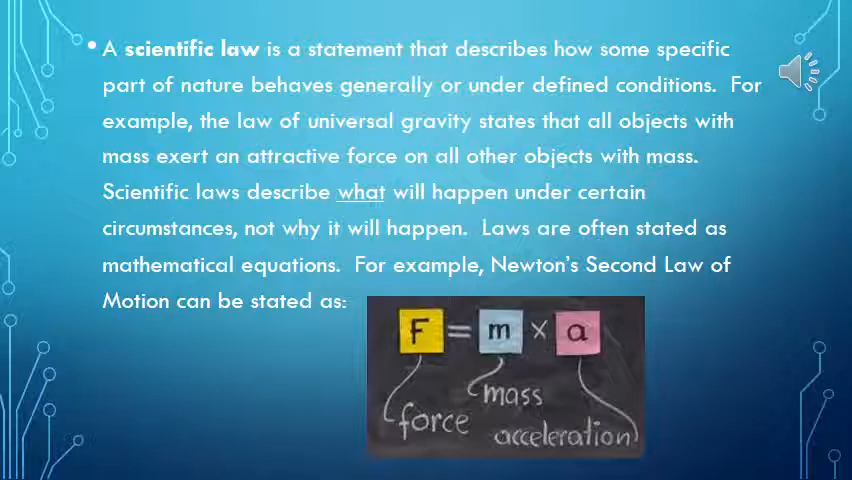 • A scientific law is a statement that describes how some specific
part of nature behaves generally or under defined conditions.  For
example, the law of universal gravity states that all objects with
mass exert an attractive force on all other objects with mass.
Scientific laws describe what will happen under certain
circumstances, not why it will happen.  Laws are often stated as
mathematical equations.  For example, Newton's Second Law of
Motion can be stated as:
F = m × a
mass
force
acceleration